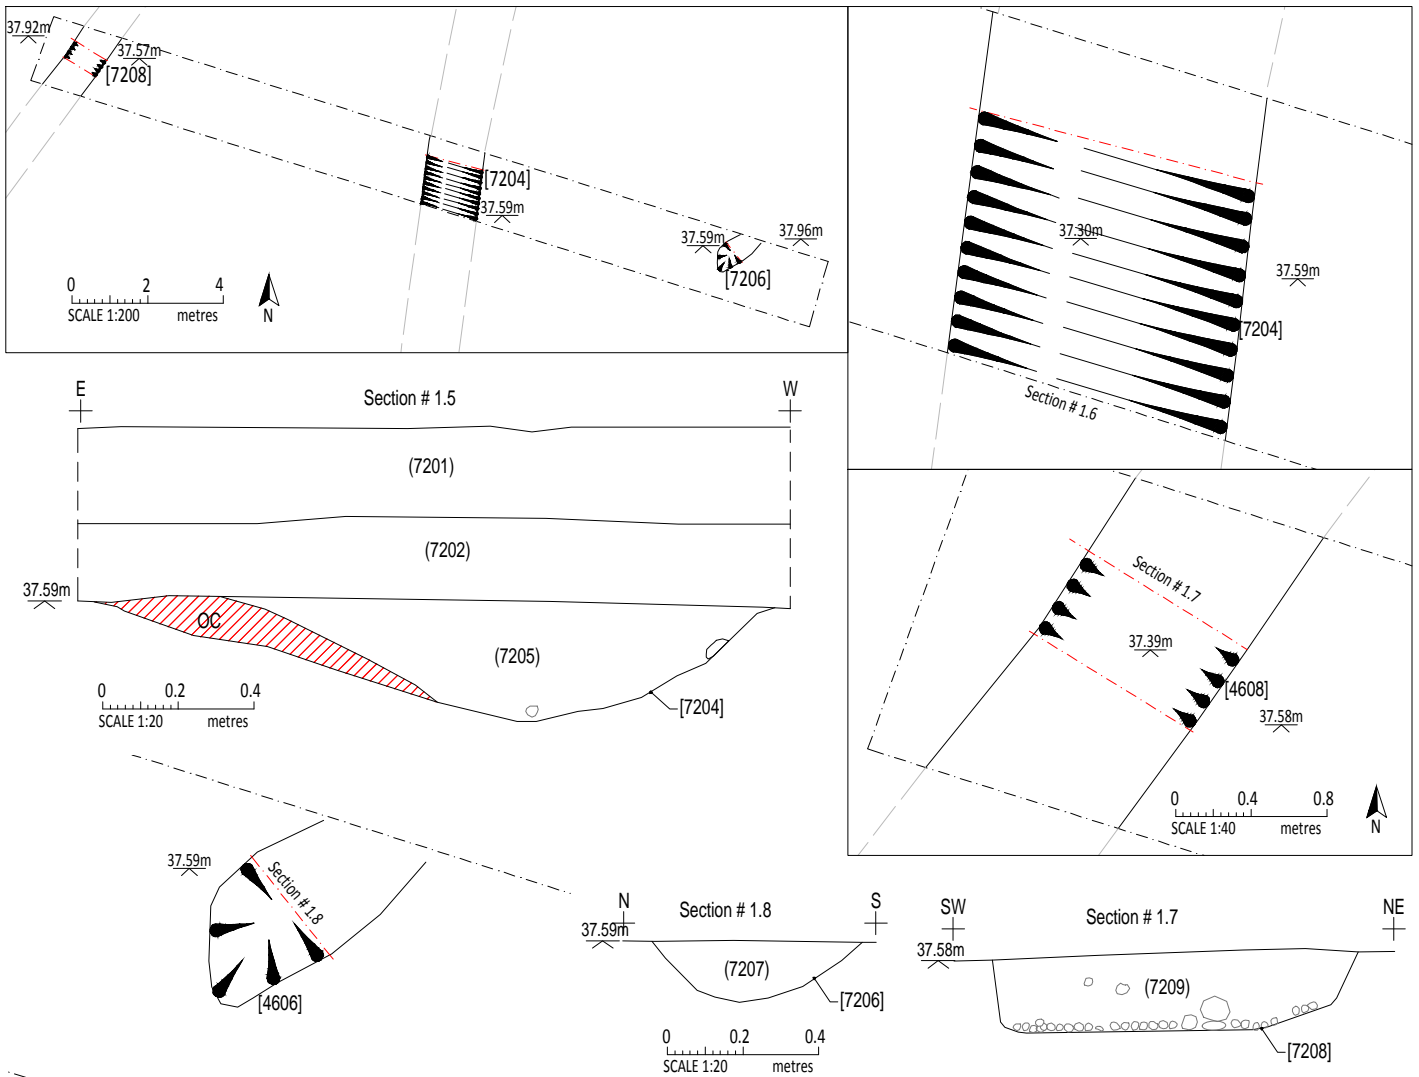 37.92m
37.57m
[7208]
[7204]
37.59m
37.59m
37.96m
[7206]
0 2 4
SCALE 1:200 metres
N
37.30m
37.59m
[7204]
Section # 1.6
E Section # 1.5 W
(7201)
(7202)
37.59m
OC
(7205)
[7204]
0 0.2 0.4
SCALE 1:20 metres
Section # 1.7
37.39m
[4608]
37.58m
0 0.4 0.8
SCALE 1:40 metres
N
37.59m
Section # 1.8
[4606]
N Section # 1.8 S
37.59m
(7207)
[7206]
0 0.2 0.4
SCALE 1:20 metres
SW Section # 1.7 NE
37.58m
(7209)
[7208]